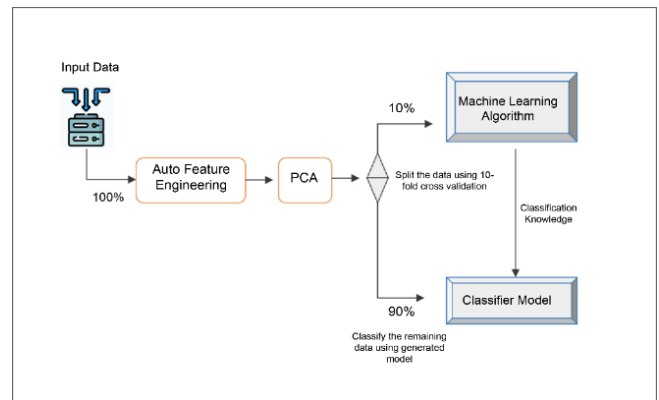 Input Data
100%
Auto Feature
Engineering
PCA
10%
Machine Learning
Algorithm
Split the data using 10-
fold cross validation
Classification
Knowledge
90%
Classifier Model
Classify the remaining
data using generated
model